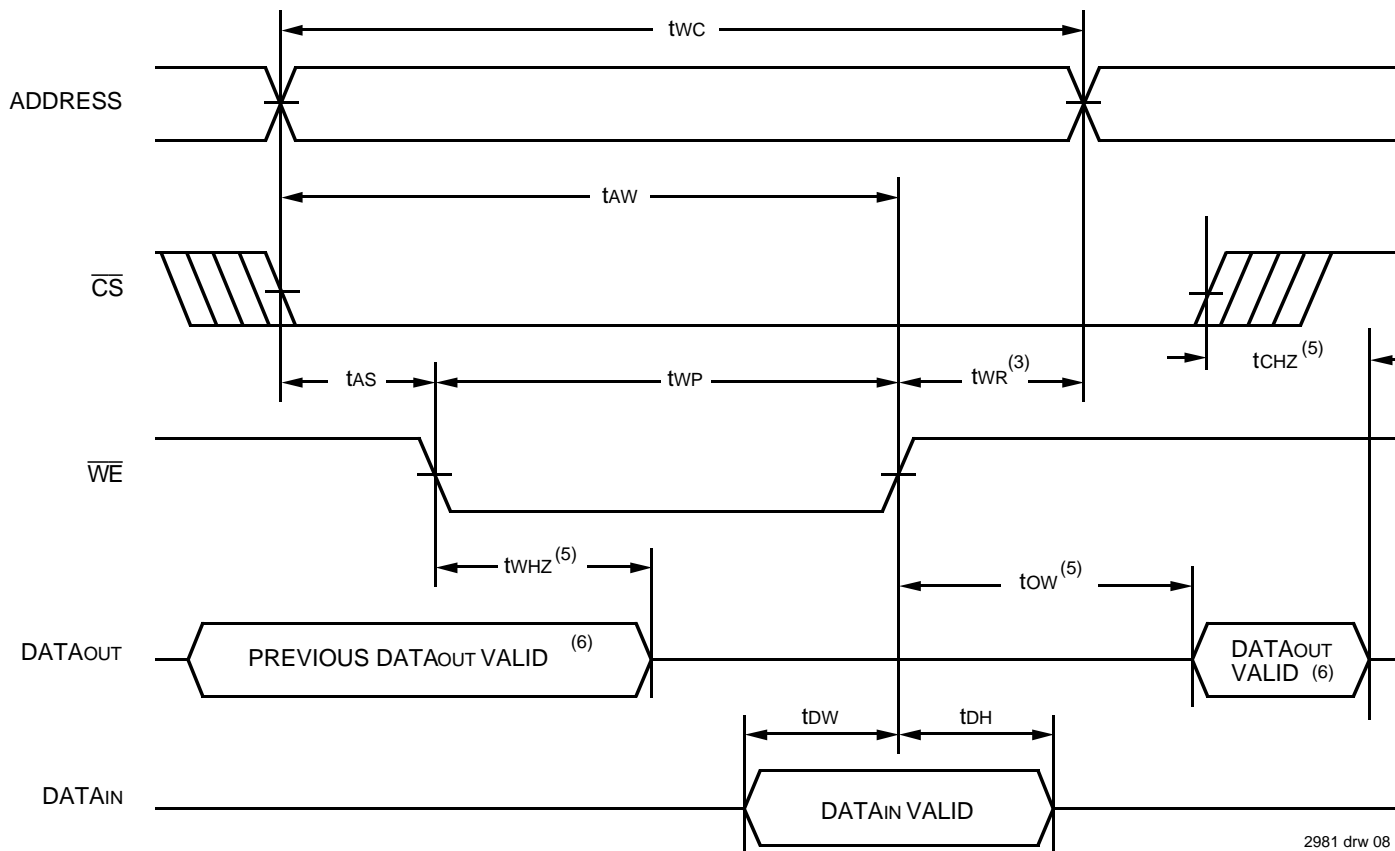 tWC
ADDRESS
tAW
CS
tAS
tWP
tWR(3)
tCHZ(5)
WE
tWHZ(5)
tOW(5)
DATAOUT
PREVIOUS DATAOUT VALID (6)
DATAOUT
VALID (6)
tDW
tDH
DATAIN
DATAIN VALID
2981 drw 08